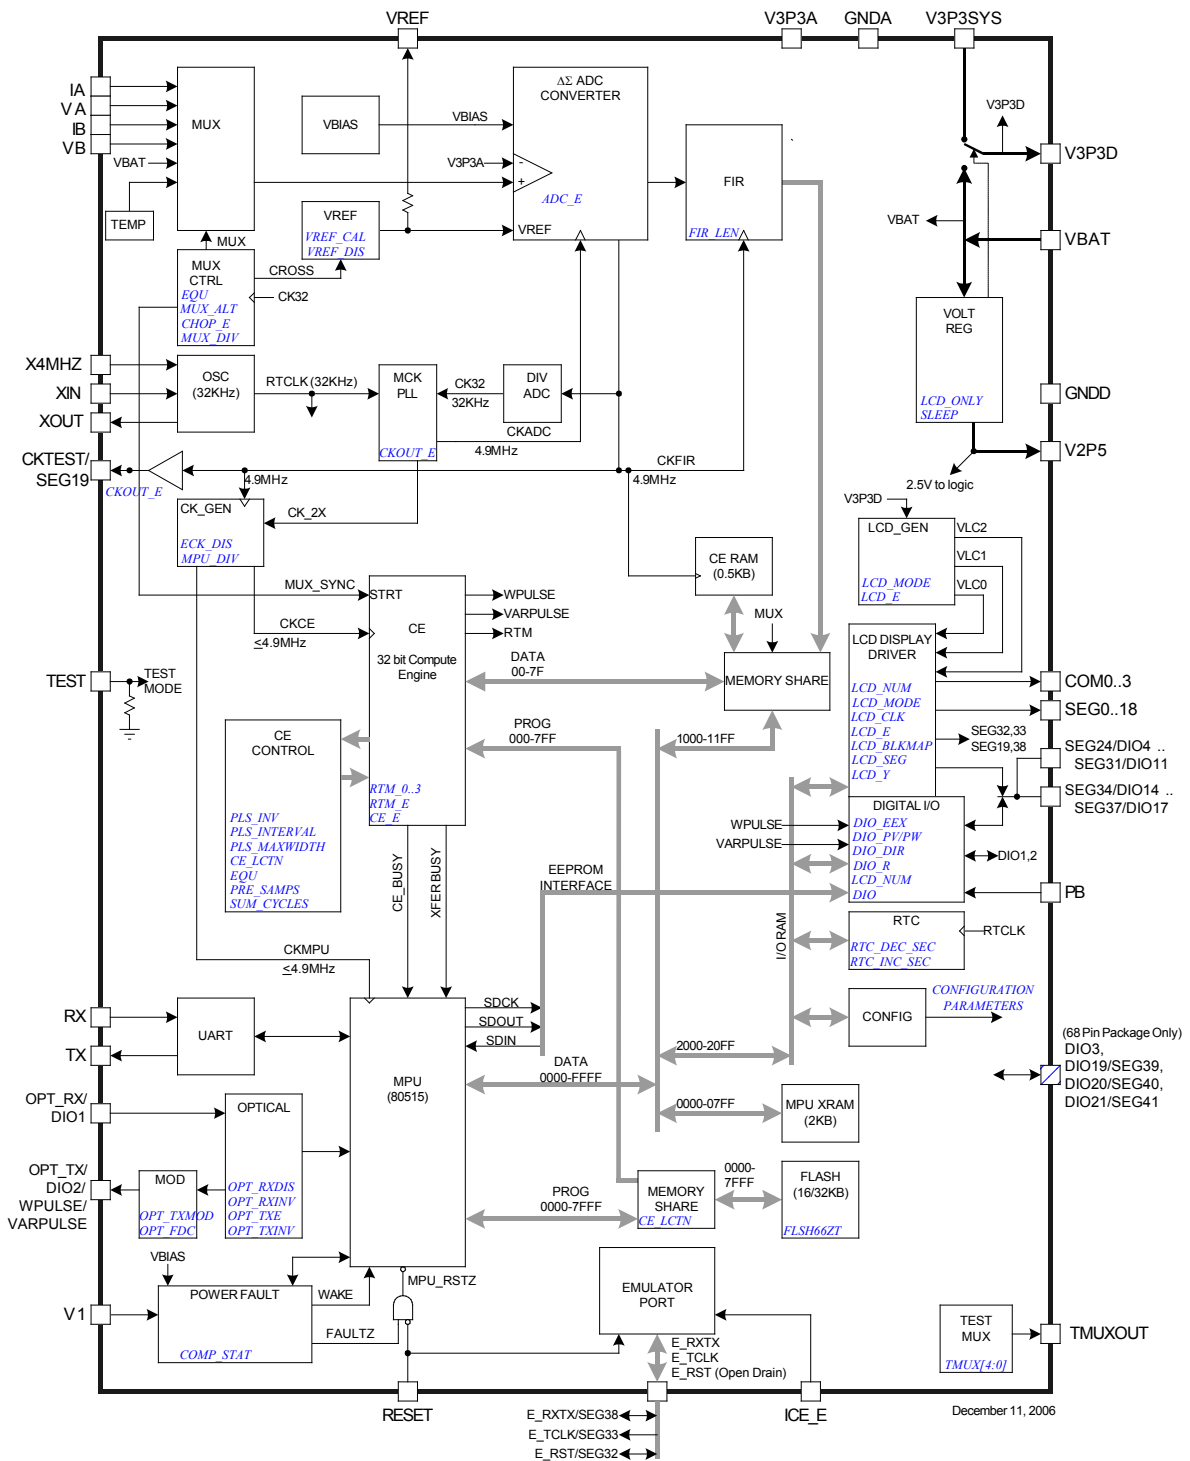 VREF
V3P3A
GNDA
V3P3SYS
IA
VA
IB
VB
VBAT
TEMP
MUX
VBIAS
VBIAS
V3P3A
ΔΣ ADC
CONVERTER
-
+
ADC_E
VREF
FIR
FIR_LEN
V3P3D
V3P3D
VBAT
VBAT
VREF
VREF_CAL
VREF_DIS
MUX
MUX
CTRL
EQU
MUX_ALT
CHOP_E
MUX_DIV
CROSS
CK32
VOLT
REG
LCD_ONLY
SLEEP
GNDD
V2P5
2.5V to logic
X4MHZ
XIN
XOUT
OSC
(32KHz)
RTCLK (32KHz)
MCK
PLL
CKOUT_E
CK32
32KHz
DIV
ADC
CKADC
4.9MHz
CKFIR
4.9MHz
CKTEST/
SEG19
CKOUT_E
4.9MHz
CK_GEN
ECK_DIS
MPU_DIV
CK_2X
V3P3D
LCD_GEN
LCD_MODE
LCD_E
VLC2
VLC1
VLC0
CE RAM
(0.5KB)
MUX_SYNC
STRT
CKCE
≤4.9MHz
CE
32 bit Compute
Engine
RTM_0..3
RTM_E
CE_E
WPULSE
VARPULSE
RTM
DATA
00-7F
MUX
MEMORY SHARE
PROG
000-7FF
1000-11FF
LCD DISPLAY
DRIVER
LCD_NUM
LCD_MODE
LCD_CLK
LCD_E
LCD_BLKMAP
LCD_SEG
LCD_Y
COM0..3
SEG0..18
SEG32,33
SEG19,38
SEG24/DIO4 ..
SEG31/DIO11
SEG34/DIO14 ..
SEG37/DIO17
TEST
TEST
MODE
CE
CONTROL
PLS_INV
PLS_INTERVAL
PLS_MAXWIDTH
CE_LCTN
EQU
PRE_SAMPS
SUM_CYCLES
DIGITAL I/O
DIO_EEX
DIO_PV/PW
DIO_DIR
DIO_R
LCD_NUM
DIO
WPULSE
VARPULSE
DIO1,2
PB
EEPROM
INTERFACE
CE_BUSY
XFER BUSY
I/O RAM
RTC
RTC_DEC_SEC
RTC_INC_SEC
RTCLK
CKMPU
≤4.9MHz
CONFIG
CONFIGURATION
PARAMETERS
RX
TX
UART
SDCK
SDOUT
SDIN
MPU
(80515)
2000-20FF
DATA
0000-FFFF
0000-07FF
MPU XRAM
(2KB)
(68 Pin Package Only)
DIO3,
DIO19/SEG39,
DIO20/SEG40,
DIO21/SEG41
OPT_RX/
DIO1
OPTICAL
OPT_RXDIS
OPT_RXINV
OPT_TXE
OPT_TXINV
OPT_TX/
DIO2/
WPULSE/
VARPULSE
MOD
OPT_TXMOD
OPT_FDC
PROG
0000-7FFF
MEMORY
SHARE
CE_LCTN
0000-
7FFF
FLASH
(16/32KB)
FLSH66ZT
VBIAS
V1
POWER FAULT
COMP_STAT
WAKE
FAULTZ
MPU_RSTZ
EMULATOR
PORT
E_RXTX
E_TCLK
E_RST (Open Drain)
TEST
MUX
TMUX[4:0]
TMUXOUT
RESET
ICE_E
December 11, 2006
E_RXTX/SEG38
E_TCLK/SEG33
E_RST/SEG32